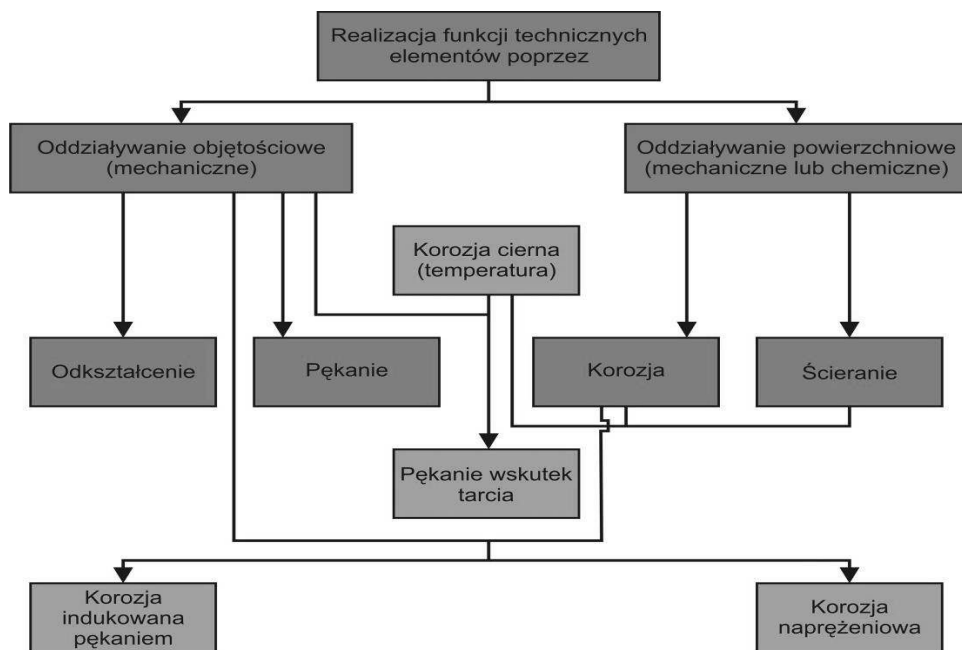 Realizacja funkcji technicznych
elementów poprzez
Oddziaływanie objętościowe
(mechaniczne)
Oddziaływanie powierzchniowe
(mechaniczne lub chemiczne)
Korozja cierna
(temperatura)
Odkształcenie
Pękanie
Korozja
Ścieranie
Pękanie wskutek
tarcia
Korozja
indukowana
pękaniem
Korozja
naprężeniowa